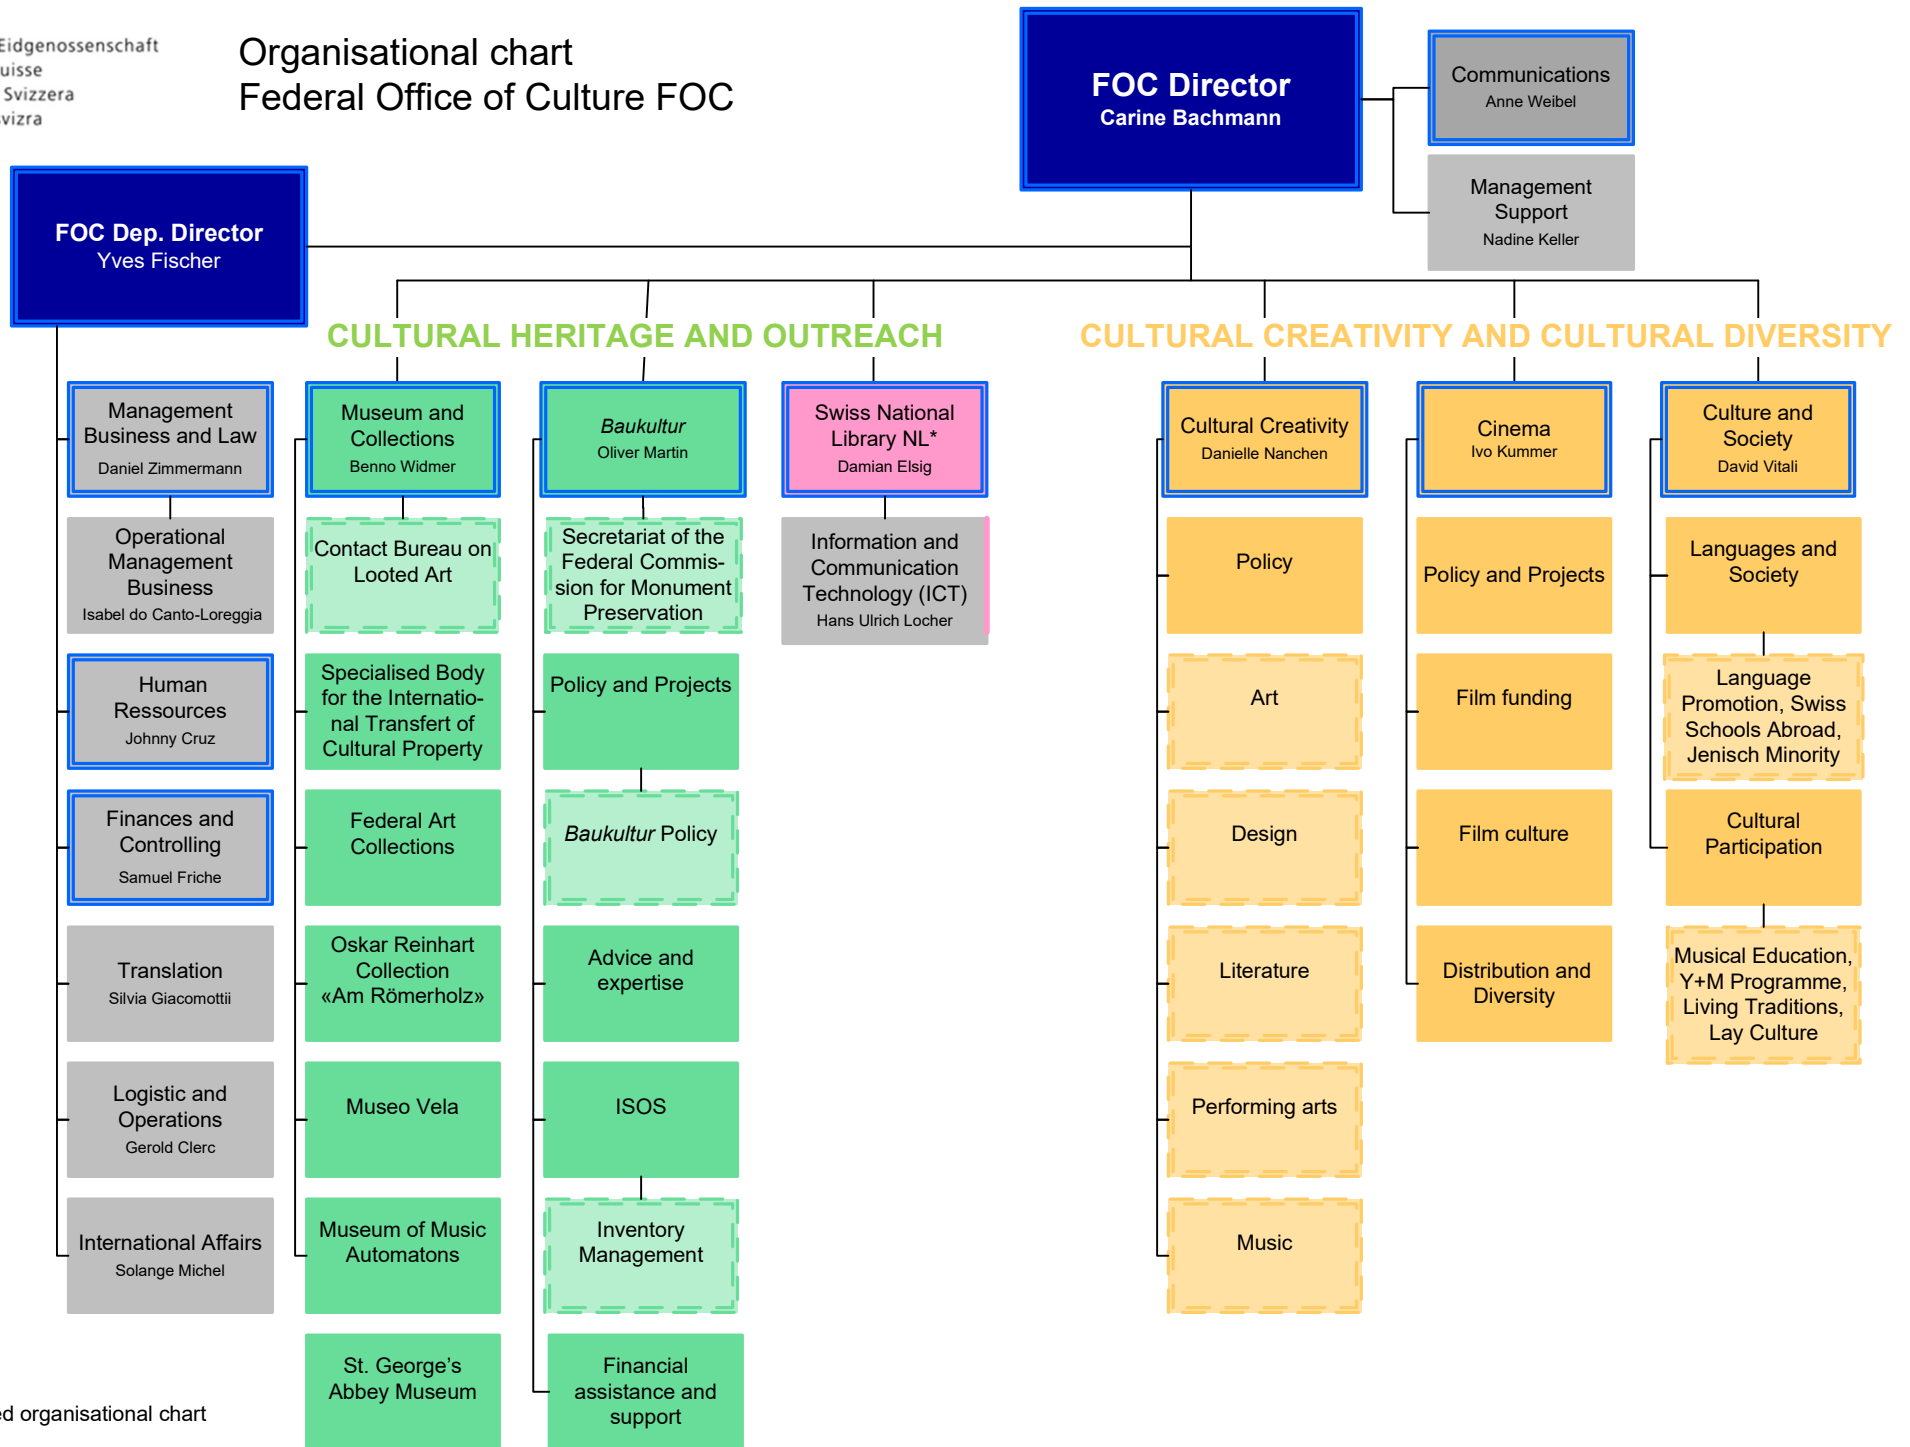 Eidgenossenschaft
Svizzera
Organisational chart
Federal Office of Culture FOC
FOC Director
Carine Bachmann
Communications
Anne Weibel
Management
Support
Nadine Keller
FOC Dep. Director
Yves Fischer
CULTURAL HERITAGE AND OUTREACH
CULTURAL CREATIVITY AND CULTURAL DIVERSITY
Management
Business and Law
Daniel Zimmermann
Operational
Management
Business
Isabel do Canto-Loreggia
Human
Ressources
Johnny Cruz
Finances and
Controlling
Samuel Friche
Translation
Silvia Giacomottii
Logistic and
Operations
Gerold Clerc
International Affairs
Solange Michel
Museum and
Collections
Benno Widmer
Contact Bureau on
Looted Art
Specialised Body
for the Internatio-
nal Transfert of
Cultural Property
Federal Art
Collections
Oskar Reinhart
Collection
«Am Römerholz»
Museo Vela
Museum of Music
Automatons
St. George's
Abbey Museum
Baukultur
Oliver Martin
Secretariat of the
Federal Commis-
sion for Monument
Preservation
Policy and Projects
Baukultur Policy
Advice and
expertise
ISOS
Inventory
Management
Financial
assistance and
support
Swiss National
Library NL*
Damian Elsig
Information and
Communication
Technology (ICT)
Hans Ulrich Locher
Cultural Creativity
Danielle Nanchen
Policy
Art
Design
Literature
Performing arts
Music
Cinema
Ivo Kummer
Policy and Projects
Film funding
Film culture
Distribution and
Diversity
Culture and
Society
David Vitali
Languages and
Society
Language
Promotion, Swiss
Schools Abroad,
Jenisch Minority
Cultural
Participation
Musical Education,
Y+M Programme,
Living Traditions,
Lay Culture
organisational chart